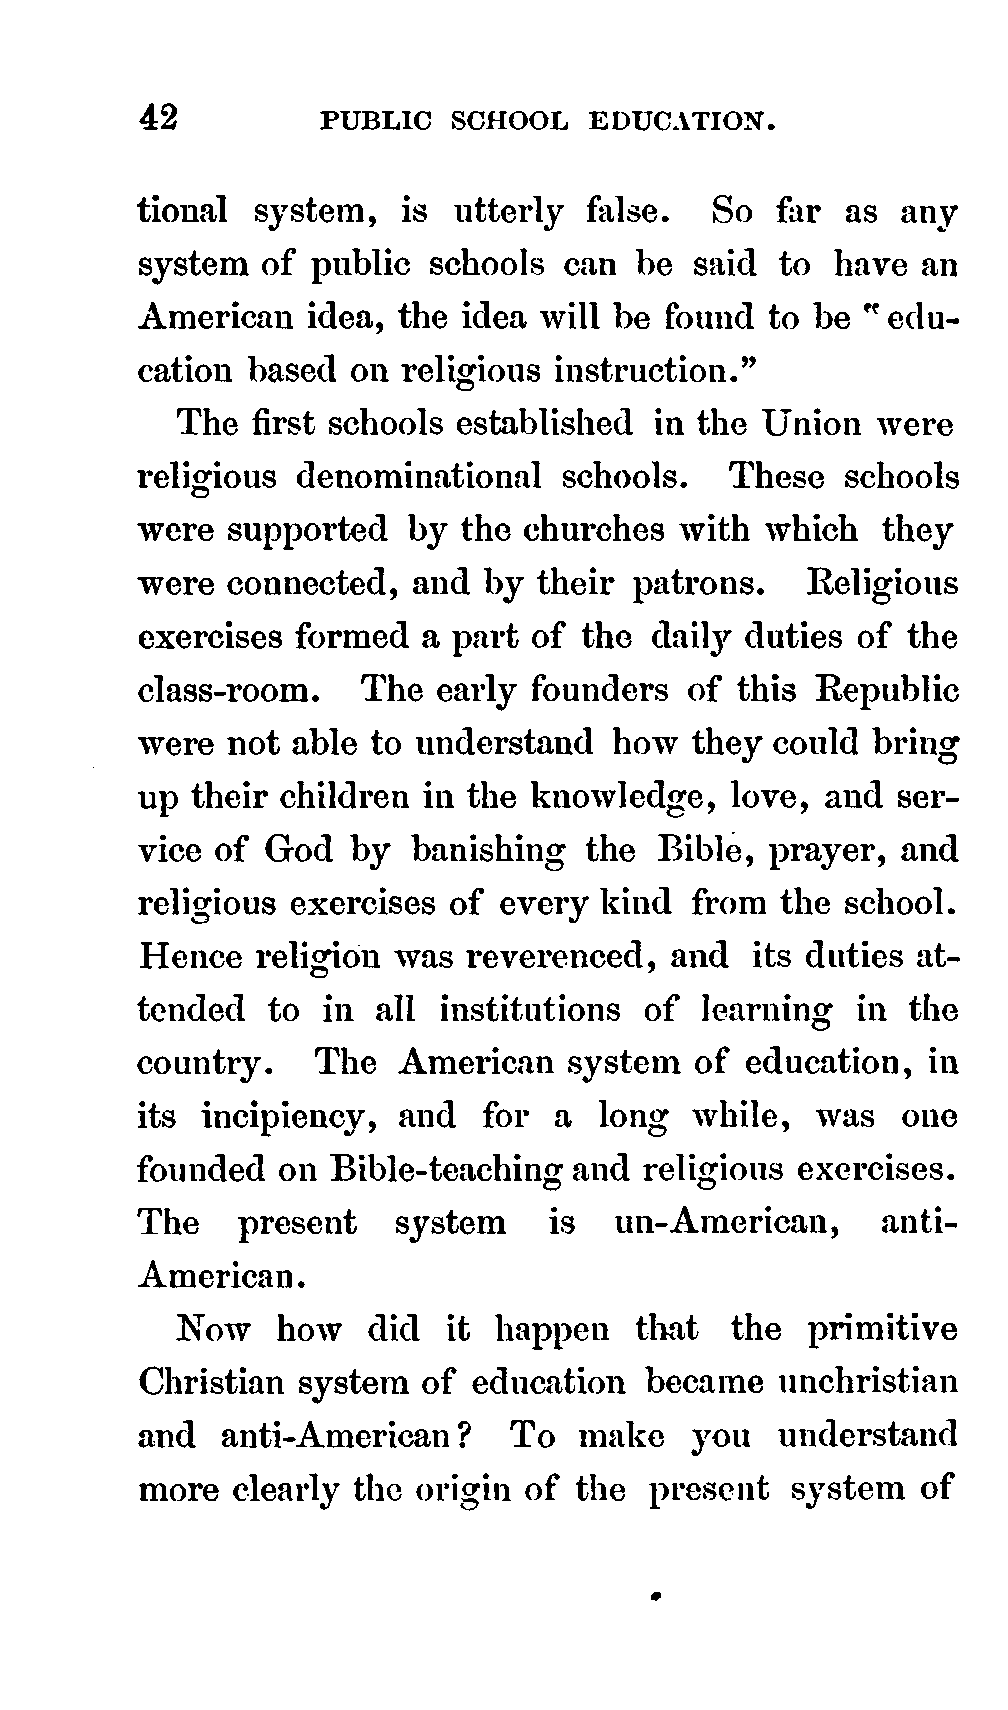 42 PUBLIC SCHOOL EDUCATION.
tional system, is utterly false. So far as any
system of public schools can be said to have an
American idea, the idea will be found to be “edu-
cation based on religious instruction.”
The first schools established in the Union were
religious denominational schools. These schools
were supported by the churches with which they
were connected, and by their patrons. Religious
exercises formed a part of the daily duties of the
class-room. The early founders of this Republic
were not able to understand how they could bring
up their children in the knowledge, love, and ser-
vice of God by banishing the Bible, prayer, and
religious exercises of every kind from the school.
Hence religion was reverenced, and its duties at-
tended to in all institutions of learning in the
country. The American system of education, in
its incipiency, and for a long while, was one
founded on Bible-teaching and religious exercises.
The present system is un-American, anti-
American.
Now how did it happen that the primitive
Christian system of education became unchristian
and anti-American? To make you understand
more clearly the origin of the present system of